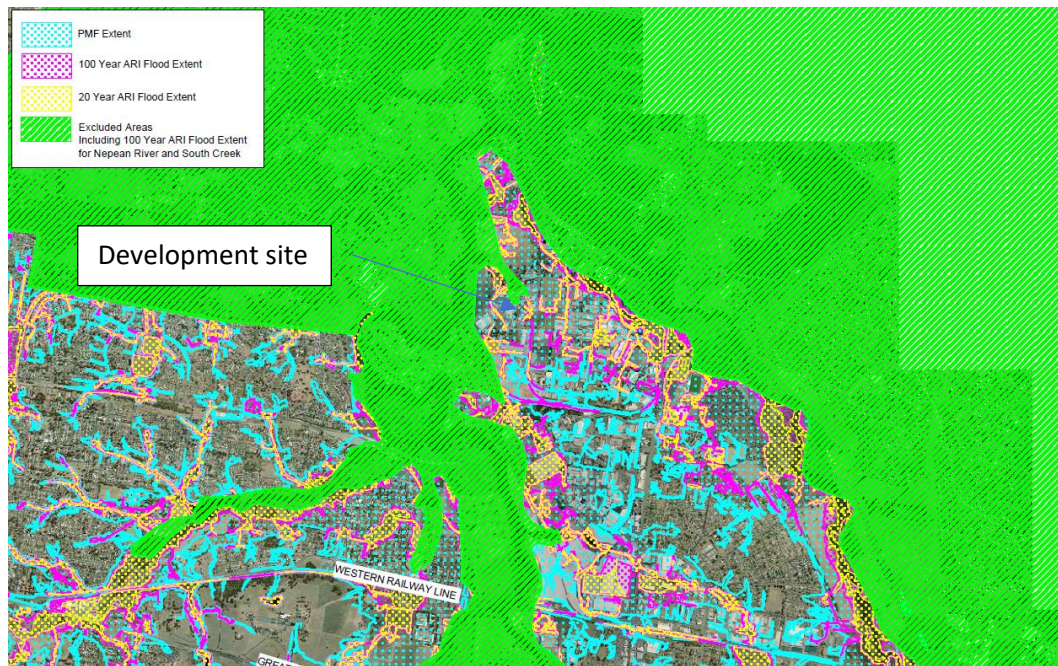 PMF Extent
100 Year ARI Flood Extent
20 Year ARI Flood Extent
Excluded Areas
Including 100 Year ARI Flood Extent
for Nepean River and South Creek
Development site
WESTERN RAILWAY LINE